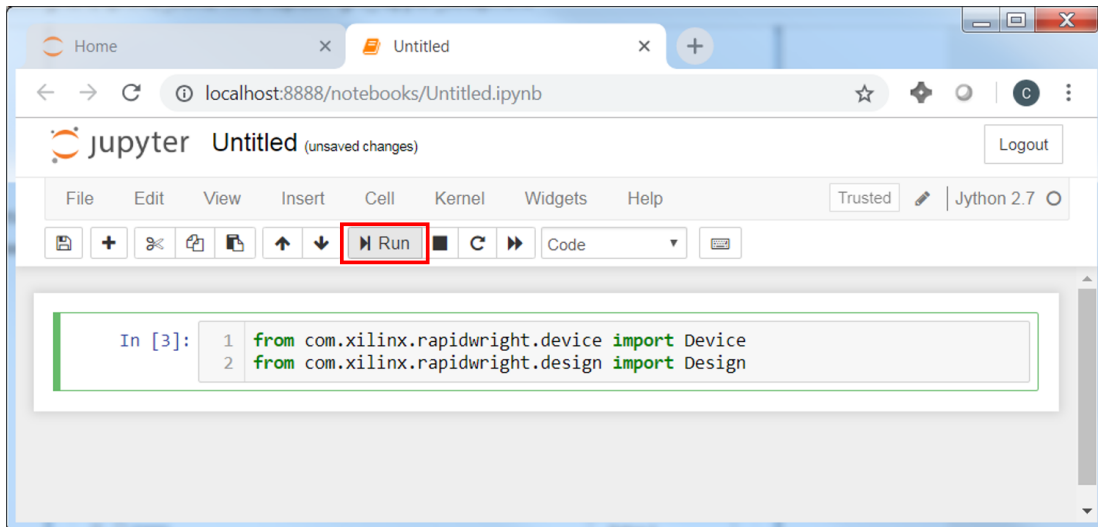 Home
Untitled
localhost:8888/notebooks/Untitled.ipynb
C
jupyter Untitled (unsaved changes)
Logout
File Edit View Insert Cell Kernel Widgets Help
Trusted Jython 2.7
Run Code
In [3]: 1 from com.xilinx.rapidwright.device import Device
2 from com.xilinx.rapidwright.design import Design